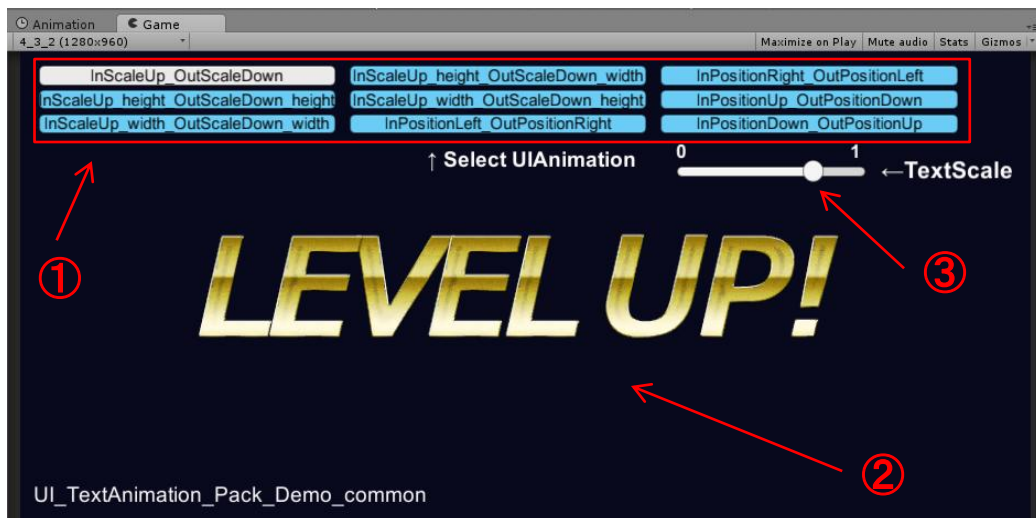 Animation Game
4_3_2 (1280x960) Maximize on Play Mute audio Stats Gizmos
InScaleUp_OutScaleDown InScaleUp_height_OutScaleDown_width InPositionRight_OutPositionLeft
nScaleUp_height_OutScaleDown_height InScaleUp_width_OutScaleDown_height InPositionUp_OutPositionDown
InScaleUp_width_OutScaleDown_width InPositionLeft_OutPositionRight InPositionDown_OutPositionUp
↑ Select UIAnimation 0 1 ←TextScale
① ③
LEVEL UP!
②
UI_TextAnimation_Pack_Demo_common